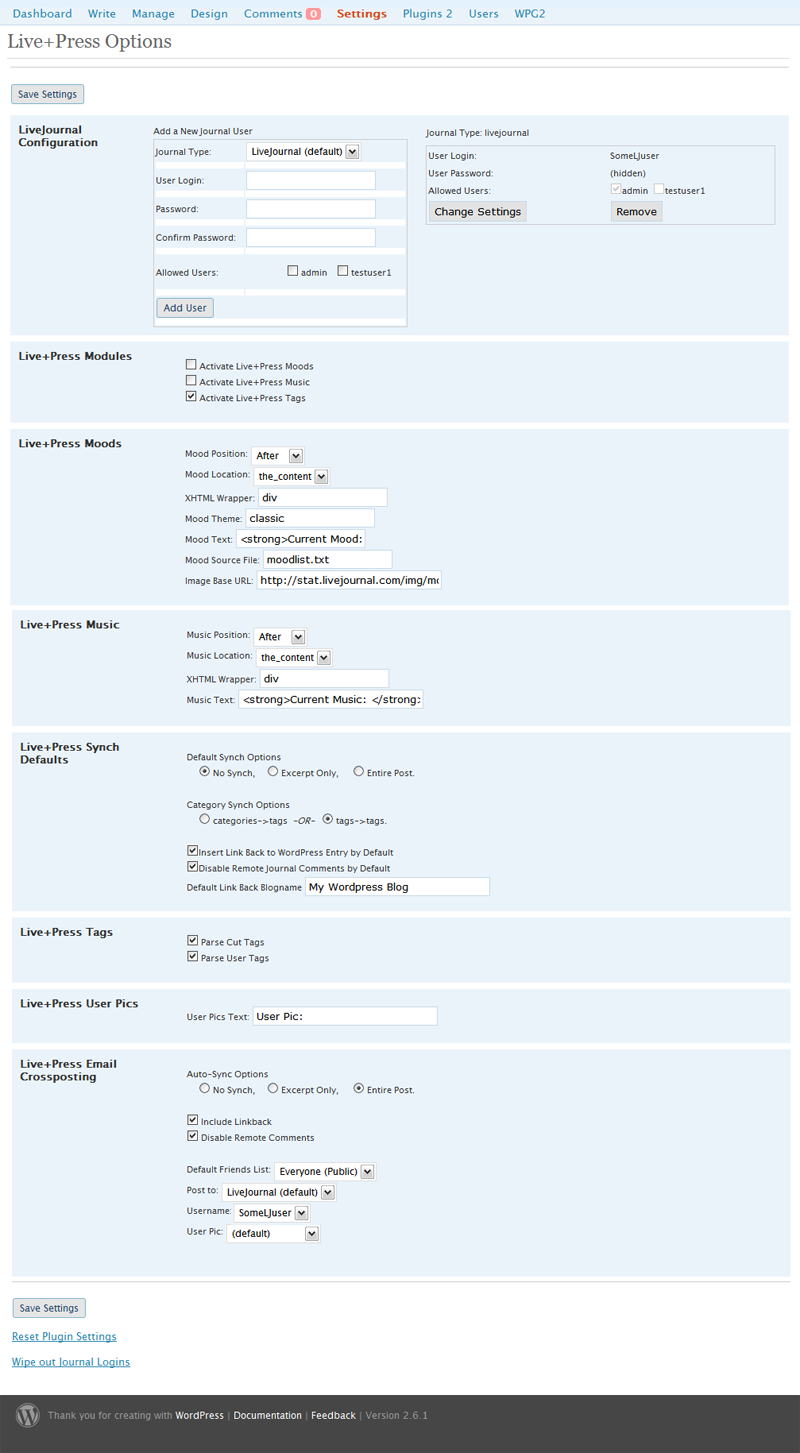 Dashboard Write Manage Design Comments 0 Settings Plugins 2 Users WPG2
Live+Press Options
Save Settings
LiveJournal
Configuration
Add a New Journal User
Journal Type: LiveJournal (default)
User Login:
Password:
Confirm Password:
Allowed Users: admin testuser1
Add User
Journal Type: livejournal
User Login: SomeLJuser
User Password: (hidden)
Allowed Users: admin testuser1
Change Settings Remove
Live+Press Modules
Activate Live+Press Moods
Activate Live+Press Music
Activate Live+Press Tags
Live+Press Moods
Mood Position: After
Mood Location: the_content
XHTML Wrapper: div
Mood Theme: classic
Mood Text: <strong>Current Mood:
Mood Source File: moodlist.txt
Image Base URL: http://stat.livejournal.com/img/mo
Live+Press Music
Music Position: After
Music Location: the_content
XHTML Wrapper: div
Music Text: <strong>Current Music: </strong:
Live+Press Synch
Defaults
Default Synch Options
No Synch, Excerpt Only, Entire Post.
Category Synch Options
categories->tags -OR- tags->tags.
Insert Link Back to WordPress Entry by Default
Disable Remote Journal Comments by Default
Default Link Back Blogname My Wordpress Blog
Live+Press Tags
Parse Cut Tags
Parse User Tags
Live+Press User Pics
User Pics Text: User Pic:
Live+Press Email
Crossposting
Auto-Sync Options
No Synch, Excerpt Only, Entire Post.
Include Linkback
Disable Remote Comments
Default Friends List: Everyone (Public)
Post to: LiveJournal (default)
Username: SomeLJuser
User Pic: (default)
Save Settings
Reset Plugin Settings
Wipe out Journal Logins
Thank you for creating with WordPress | Documentation | Feedback | Version 2.6.1